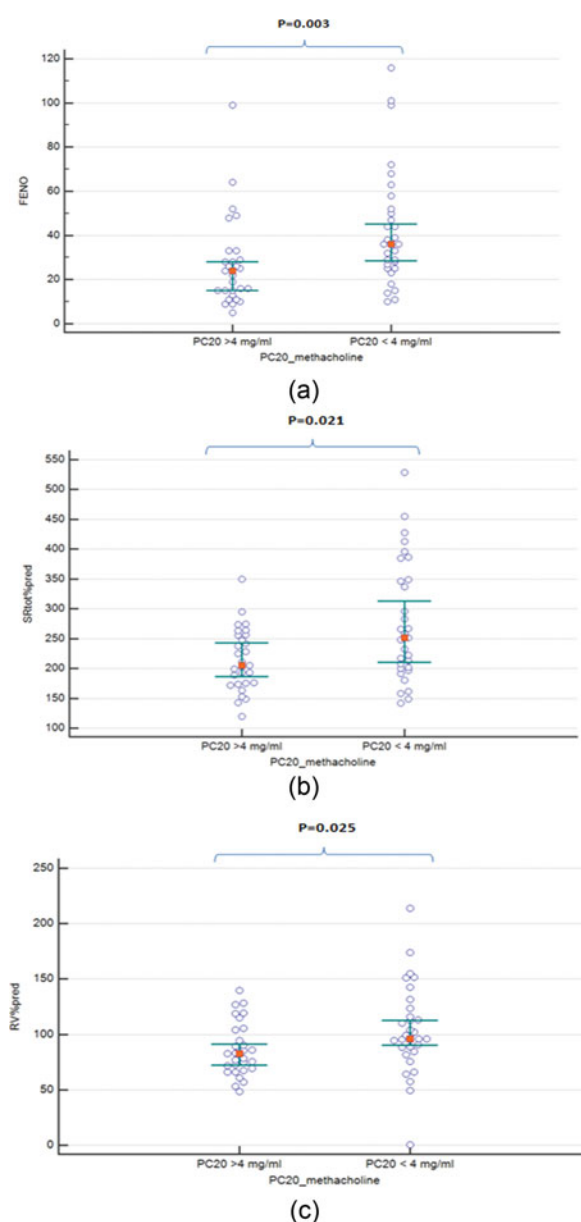 P=0.003
120
100
80
60
40
20
0
FENO
PC20 >4 mg/ml PC20 < 4 mg/ml
PC20_methacholine
(a)
P=0.021
550
500
450
400
350
300
250
200
150
100
SRtot%pred
PC20 >4 mg/ml PC20 < 4 mg/ml
PC20_methacholine
(b)
P=0.025
250
200
150
100
50
0
RV%pred
PC20 >4 mg/ml PC20 < 4 mg/ml
PC20_methacholine
(c)